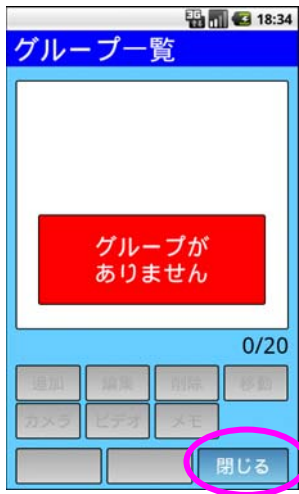 3G 18:34
グループ一覧
グループが
ありません
0/20
追加 編集 削除 移動
カメラ ビデオ メモ
閉じる